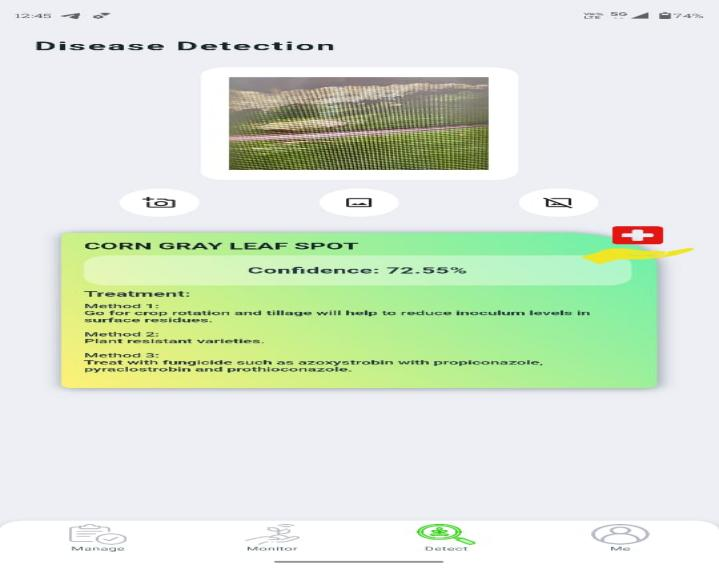 12:45
VoWi
LTE 5G 74%
Disease Detection
CORN GRAY LEAF SPOT
Confidence: 72.55%
Treatment:
Method 1:
Go for crop rotation and tillage will help to reduce inoculum levels in
surface residues.
Method 2:
Plant resistant varieties.
Method 3:
Treat with fungicide such as azoxystrobin with propiconazole,
pyraclostrobin and prothioconazole.
Manage Monitor Detect Me